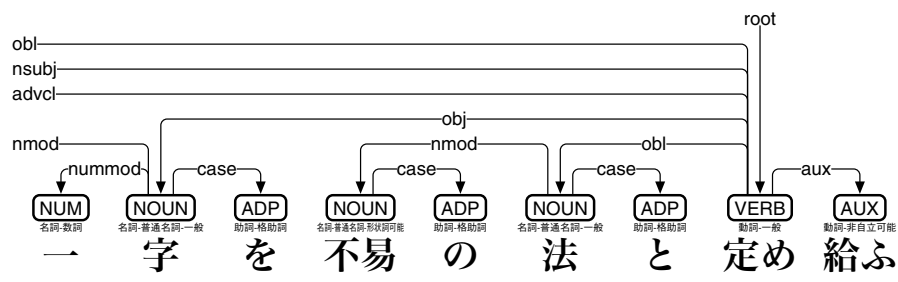 root
obl
nsubj
advcl
obj
nmod nmod obl
nummod case case case aux
NUM NOUN ADP NOUN ADP NOUN ADP VERB AUX
名詞-数詞 名詞-普通名詞-一般 助詞-格助詞 名詞-普通名詞-形状詞可能 助詞-格助詞 名詞-普通名詞-一般 助詞-格助詞 動詞-一般 動詞-非自立可能
一 字 を 不易 の 法 と 定め 給ふ